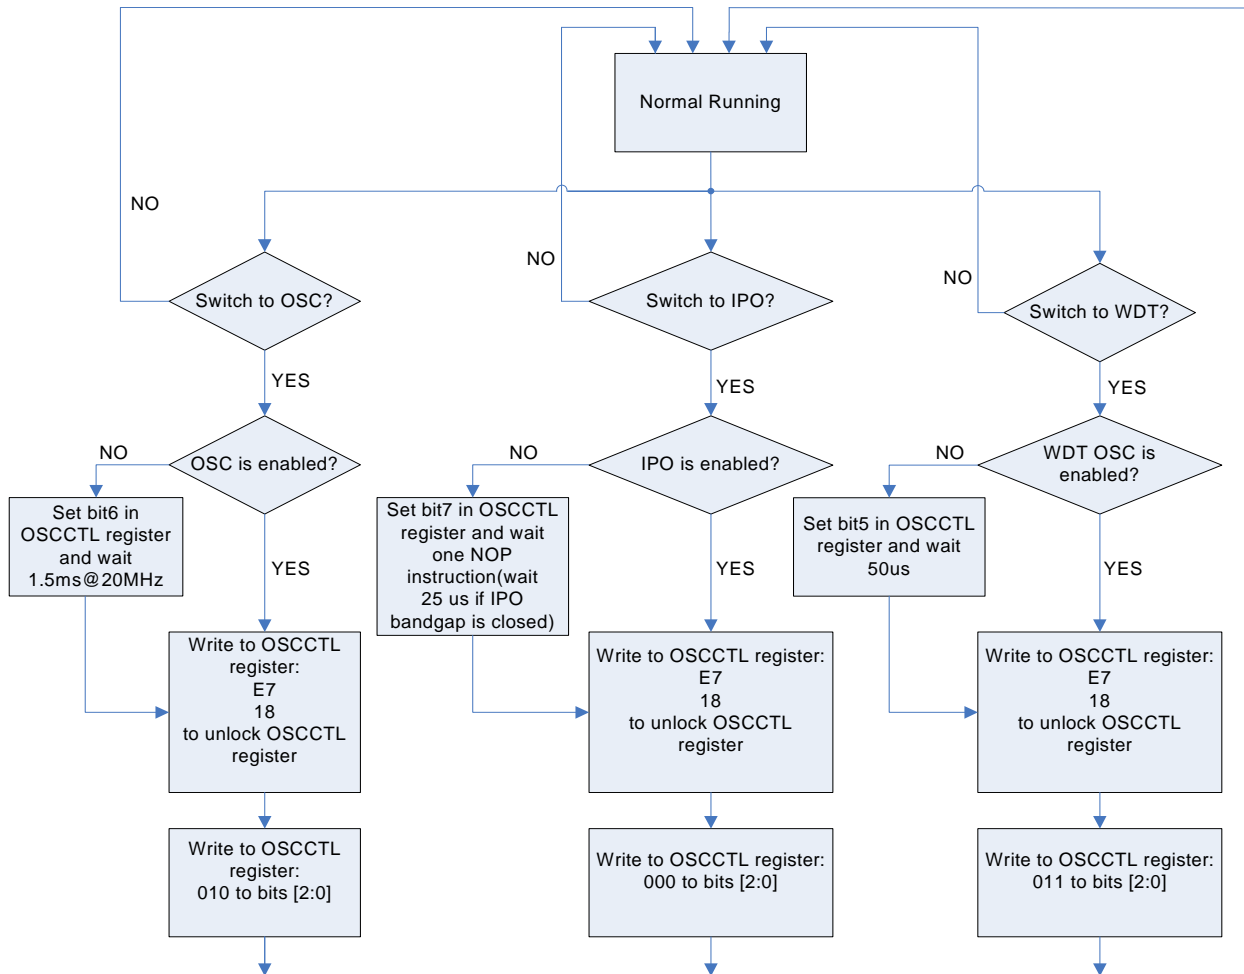 Normal Running
NO
NO
NO
Switch to OSC?
Switch to IPO?
Switch to WDT?
YES
YES
YES
OSC is enabled?
IPO is enabled?
WDT OSC is
enabled?
NO
NO
NO
Set bit6 in
OSCCTL register
and wait
1.5ms@20MHz
Set bit7 in OSCCTL
register and wait
one NOP
instruction(wait
25 us if IPO
bandgap is closed)
Set bit5 in OSCCTL
register and wait
50us
YES
YES
YES
Write to OSCCTL
register:
E7
18
to unlock OSCCTL
register
Write to OSCCTL register:
E7
18
to unlock OSCCTL
register
Write to OSCCTL register:
E7
18
to unlock OSCCTL
register
Write to OSCCTL
register:
010 to bits [2:0]
Write to OSCCTL register:
000 to bits [2:0]
Write to OSCCTL register:
011 to bits [2:0]